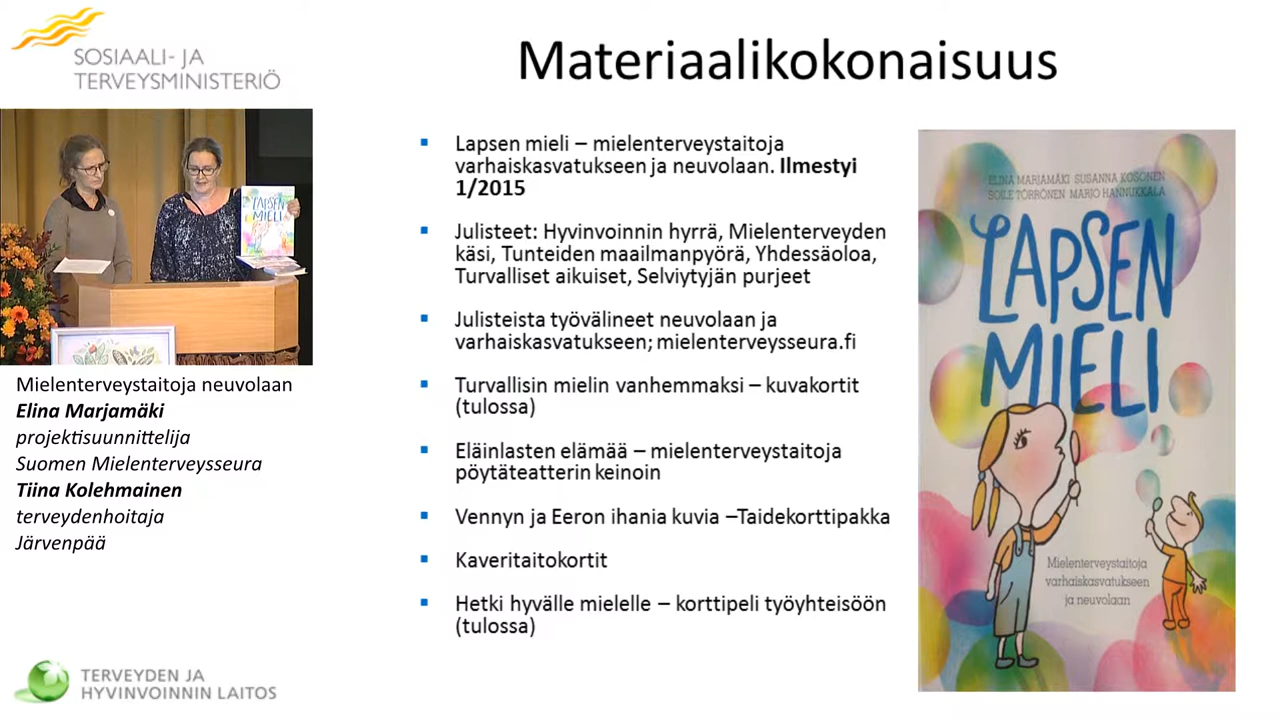 SOSIAALI- JA
TERVEYSMINISTERIÖ
Materiaalikokonaisuus
LAPSEN
MIELI
Mielenterveystaitoja neuvolaan
Elina Marjamäki
projektisuunnittelija
Suomen Mielenterveysseura
Tiina Kolehmainen
terveydenhoitaja
Järvenpää
TERVEYDEN JA
HYVINVOINNIN LAITOS
Lapsen mieli – mielenterveystaitoja
varhaiskasvatukseen ja neuvolaan. Ilmestyi
1/2015
Julisteet: Hyvinvoinnin hyrrä, Mielenterveyden
käsi, Tunteiden maailmanpyörä, Yhdessäoloa,
Turvalliset aikuiset, Selviytyjän purjeet
Julisteista työvälineet neuvolaan ja
varhaiskasvatukseen; mielenterveysseura.fi
Turvallisin mielin vanhemmaksi – kuvakortit
(tulossa)
Eläinlasten elämää – mielenterveystaitoja
pöytäteatterin keinoin
Vennyn ja Eeron ihania kuvia –Taidekorttipakka
Kaveritaitokortit
Hetki hyvälle mielelle – korttipeli työyhteisöön
(tulossa)
ELINA MARJAMÄKI SUSANNA KOSONEN
SOILE TÖRRÖNEN MARJO HANNUKKALA
LAPSEN
MIELI
Mielenterveystaitoja
varhaiskasvatukseen
ja neuvolaan